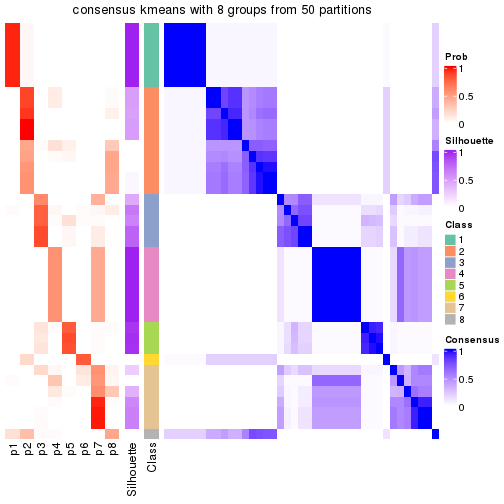 consensus kmeans with 8 groups from 50 partitions
p1
p2
p3
p4
p5
p6
p7
p8
Silhouette
Class
Prob
1
0.5
0
Silhouette
1
0.5
0
Class
1
2
3
4
5
6
7
8
Consensus
1
0.5
0